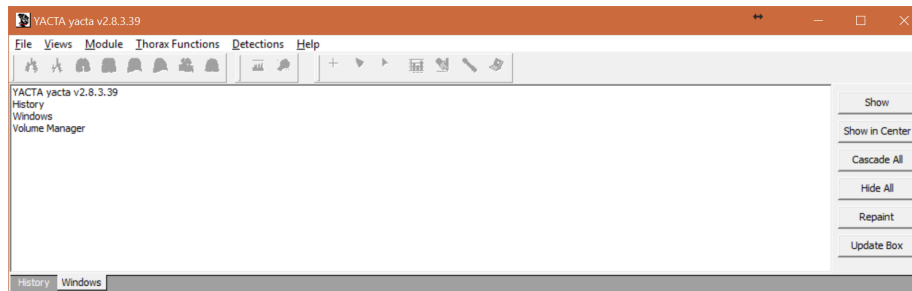 YACTA yacta v2.8.3.39
File Views Module Thorax Functions Detections Help
YACTA yacta v2.8.3.39
History
Windows
Volume Manager
Show
Show in Center
Cascade All
Hide All
Repaint
Update Box
History Windows